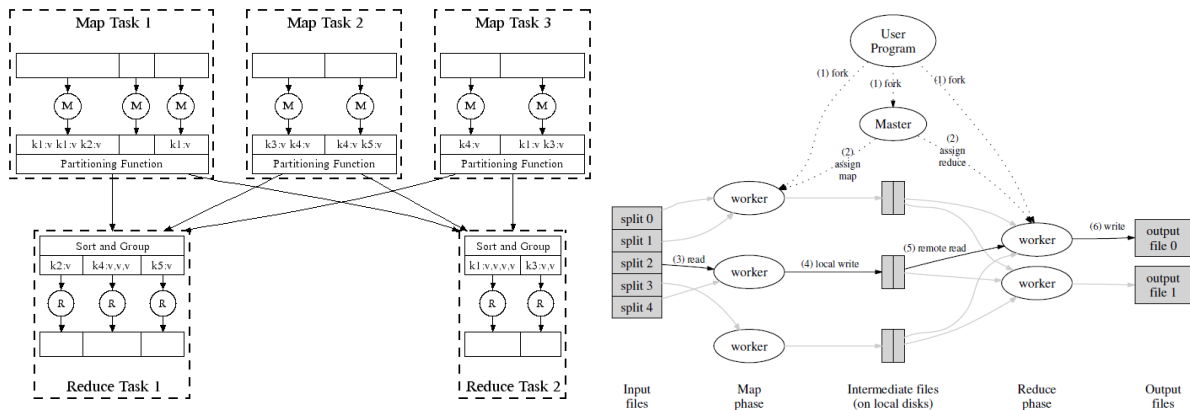 Map Task 1
Map Task 2
Map Task 3
M
M
M
M
M
M
M
k1:v k1:v k2:v
k1:v
k3:v k4:v
k4:v k5:v
k4:v
k1:v k3:v
Partitioning Function
Partitioning Function
Partitioning Function
Sort and Group
Sort and Group
k2:v
k4:v,v,v
k5:v
k1:v,v,v,v
k3:v,v
R
R
R
R
R
Reduce Task 1
Reduce Task 2
User
Program
(1) fork
(1) fork
(1) fork
Master
(2)
assign
map
(2)
assign
reduce
worker
split 0
split 1
split 2
split 3
split 4
(3) read
worker
(4) local write
(5) remote read
worker
worker
(6) write
output
file 0
worker
output
file 1
Input
files
Map
phase
Intermediate files
(on local disks)
Reduce
phase
Output
files